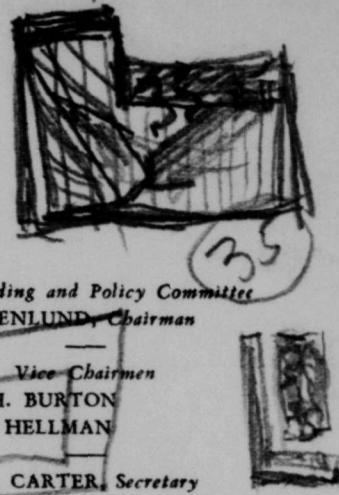 35
ding and Policy Committee
ENLUND, Chairman
Vice Chairmen
H. BURTON
HELLMAN
CARTER, Secretary